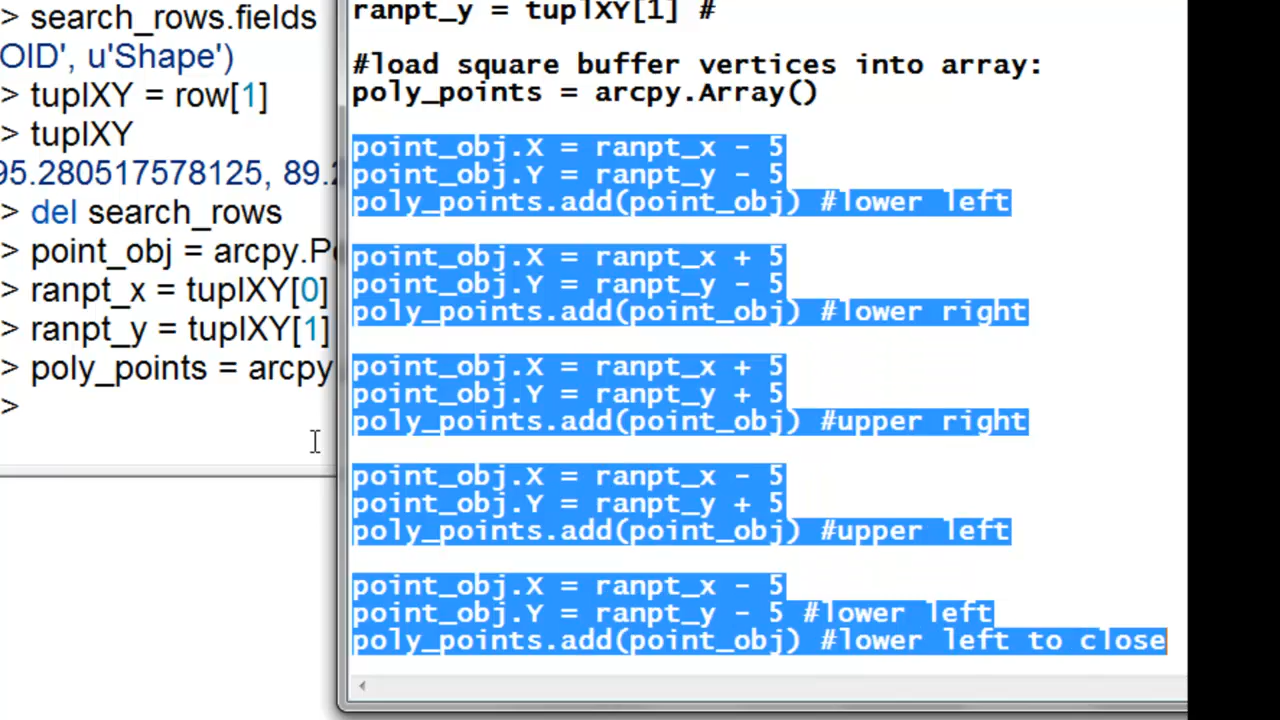 > search_rows.fields
OID', u'Shape')
> tuplXY = row[1]
> tuplXY
95.280517578125, 89.2
> del search_rows
> point_obj = arcpy.Po
> ranpt_x = tuplXY[0]
> ranpt_y = tuplXY[1]
> poly_points = arcpy
>
ranpt_y = tuplXY[1] #
#load square buffer vertices into array:
poly_points = arcpy.Array()
point_obj.X = ranpt_x - 5
point_obj.Y = ranpt_y - 5
poly_points.add(point_obj) #lower left
point_obj.X = ranpt_x + 5
point_obj.Y = ranpt_y - 5
poly_points.add(point_obj) #lower right
point_obj.X = ranpt_x + 5
point_obj.Y = ranpt_y + 5
poly_points.add(point_obj) #upper right
point_obj.X = ranpt_x - 5
point_obj.Y = ranpt_y + 5
poly_points.add(point_obj) #upper left
point_obj.X = ranpt_x - 5
point_obj.Y = ranpt_y - 5 #lower left
poly_points.add(point_obj) #lower left to close